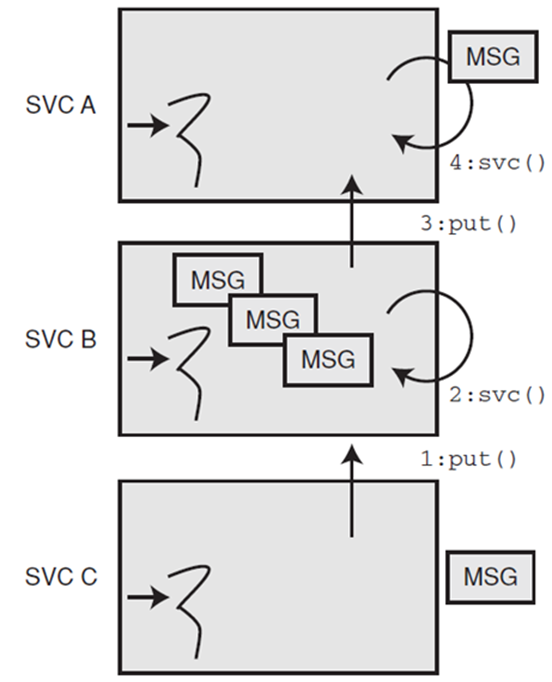 MSG
SVC A
4:svc()
3:put()
MSG
MSG
SVC B
MSG
2:svc()
1:put()
SVC C
MSG